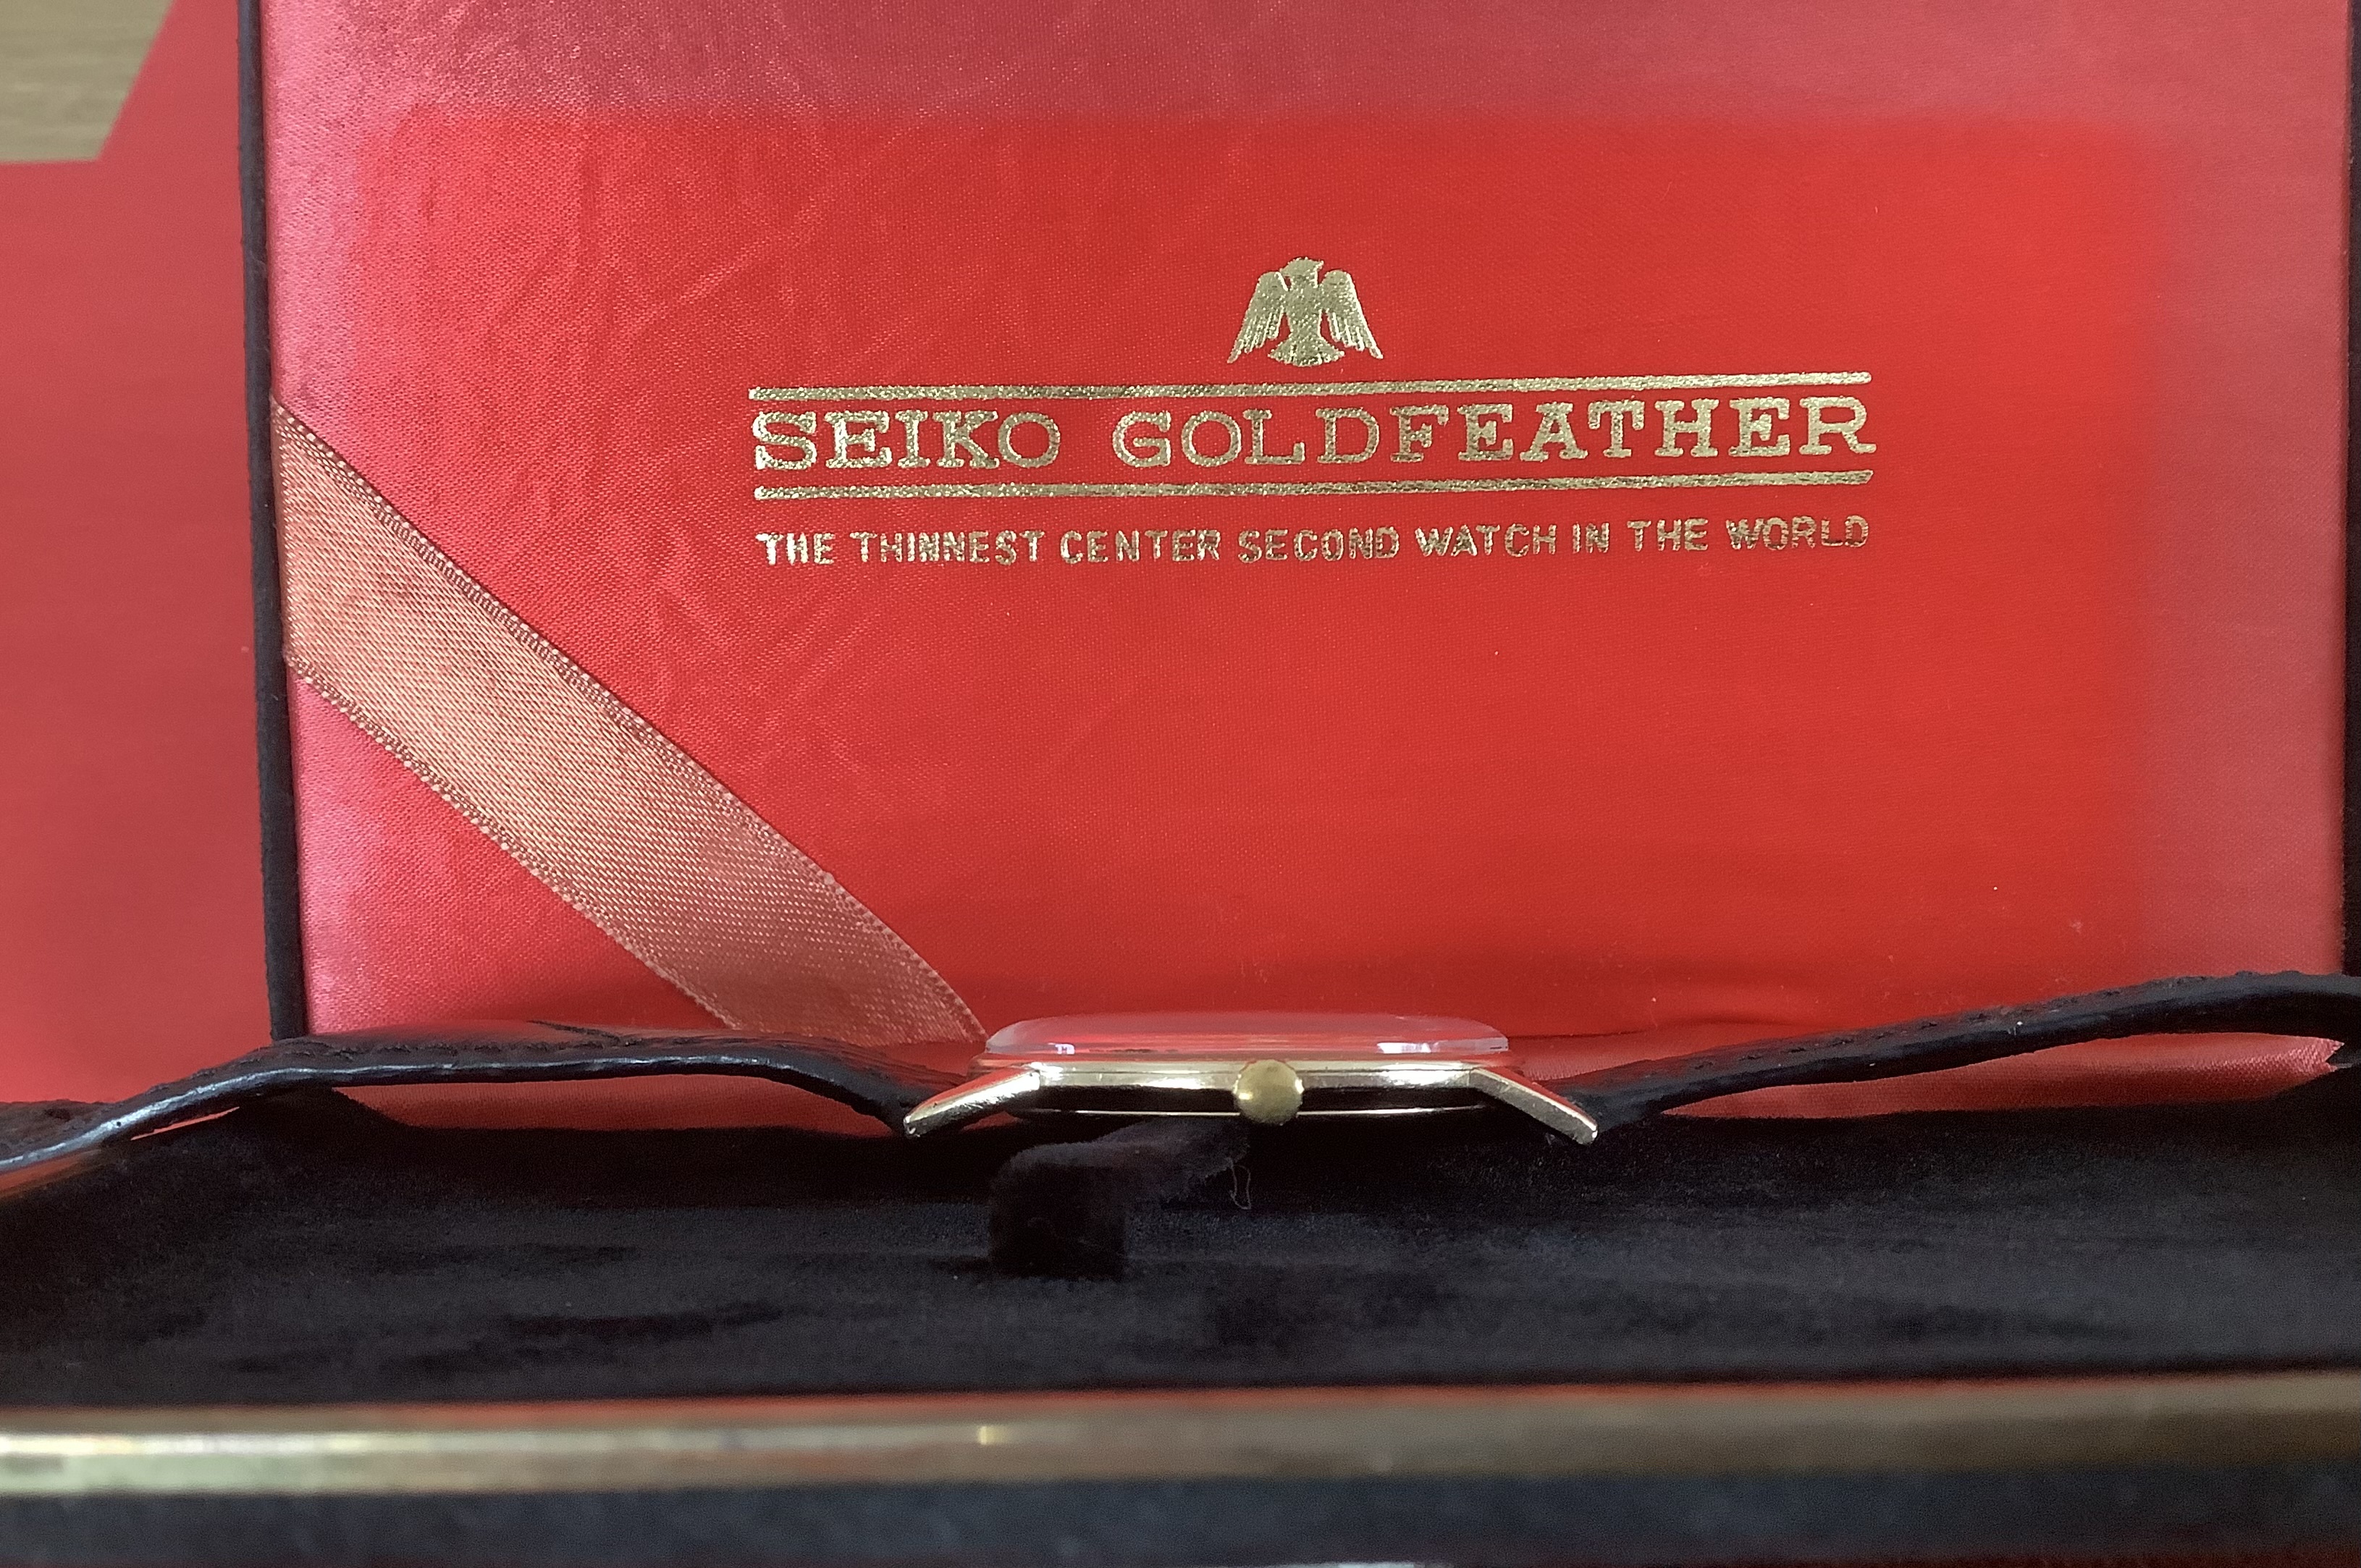 SEIKO GOLDFEATHER
THE THINNEST CENTER SECOND WATCH IN THE WORLD